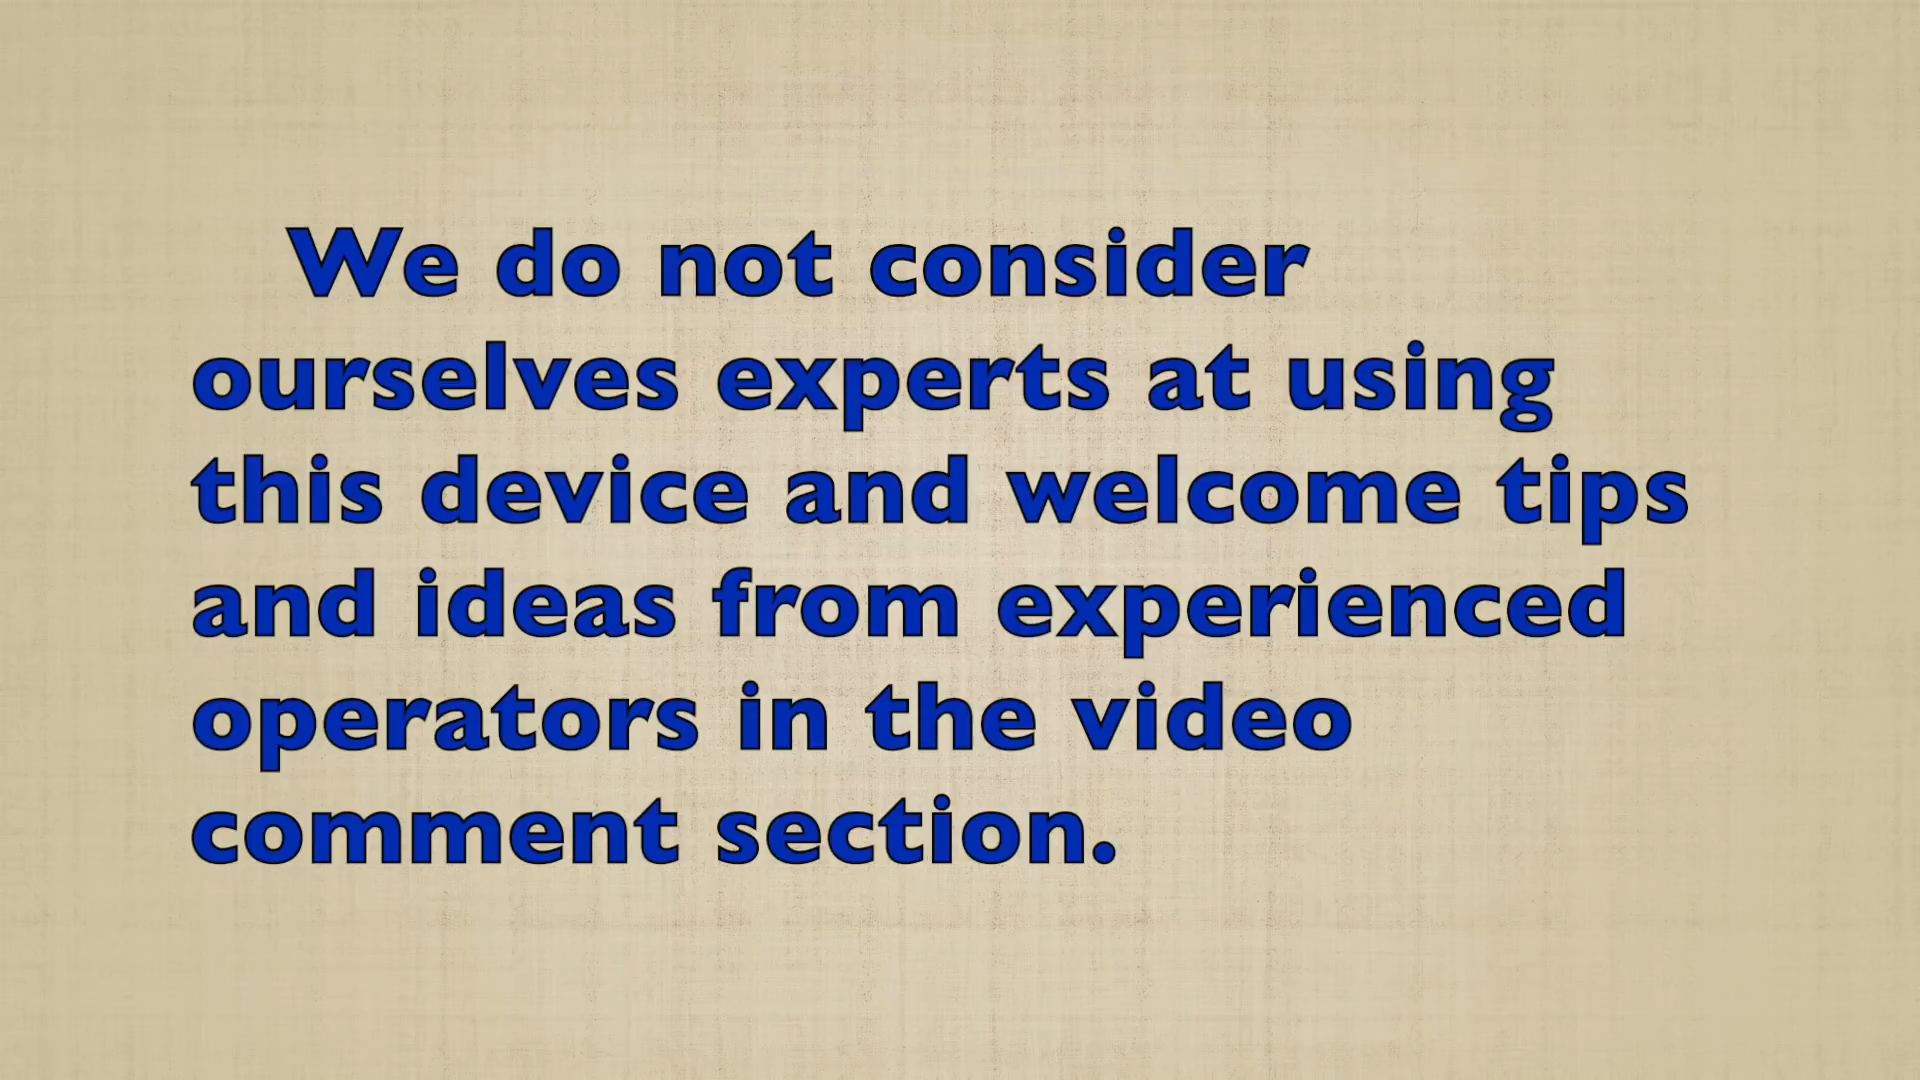 We do not consider
ourselves experts at using
this device and welcome tips
and ideas from experienced
operators in the video
comment section.